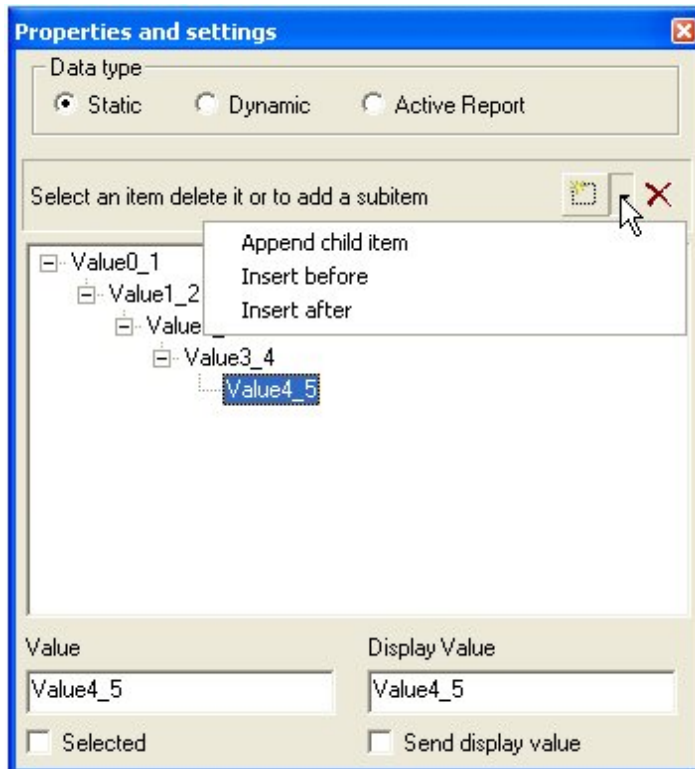 Properties and settings
Data type
Static Dynamic Active Report
Select an item delete it or to add a subitem
Append child item
Insert before
Insert after
Value0_1
Value1_2
Value
Value3_4
Value4_5
Value Display Value
Value4_5 Value4_5
Selected Send display value